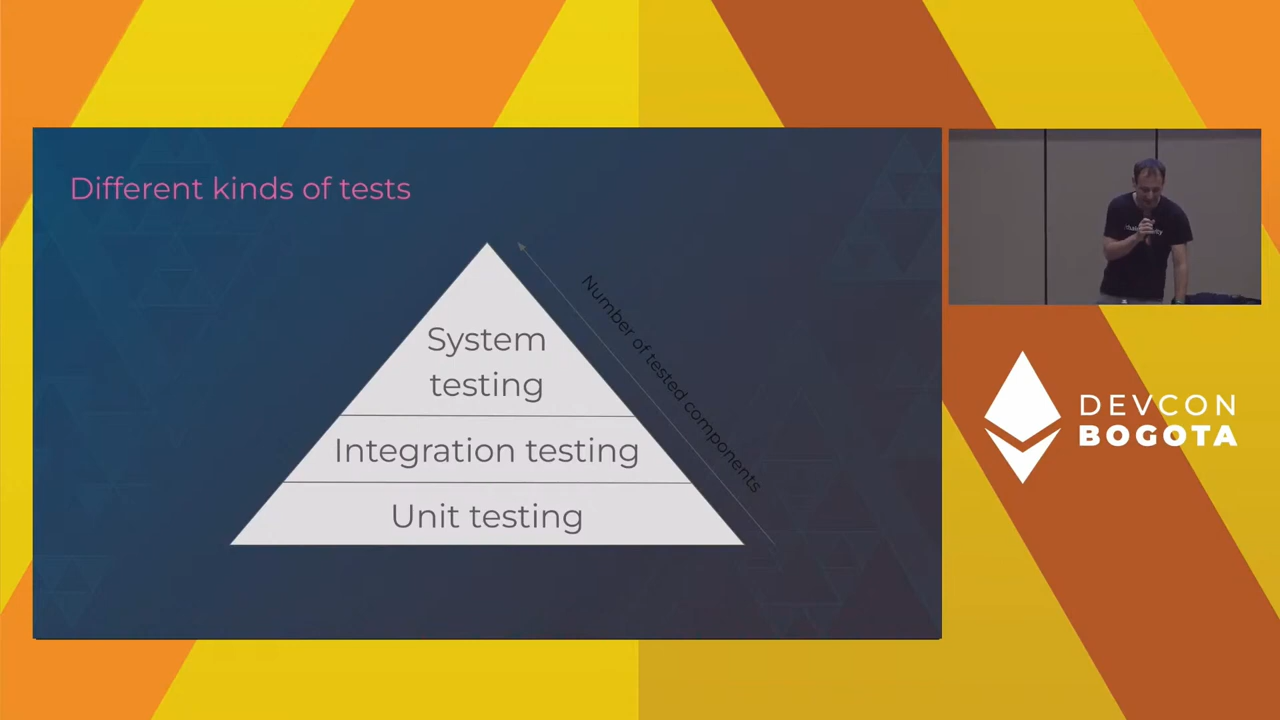 Different kinds of tests
System
testing
Integration testing
Unit testing
Number of tested components
DEVCON
BOGOTA